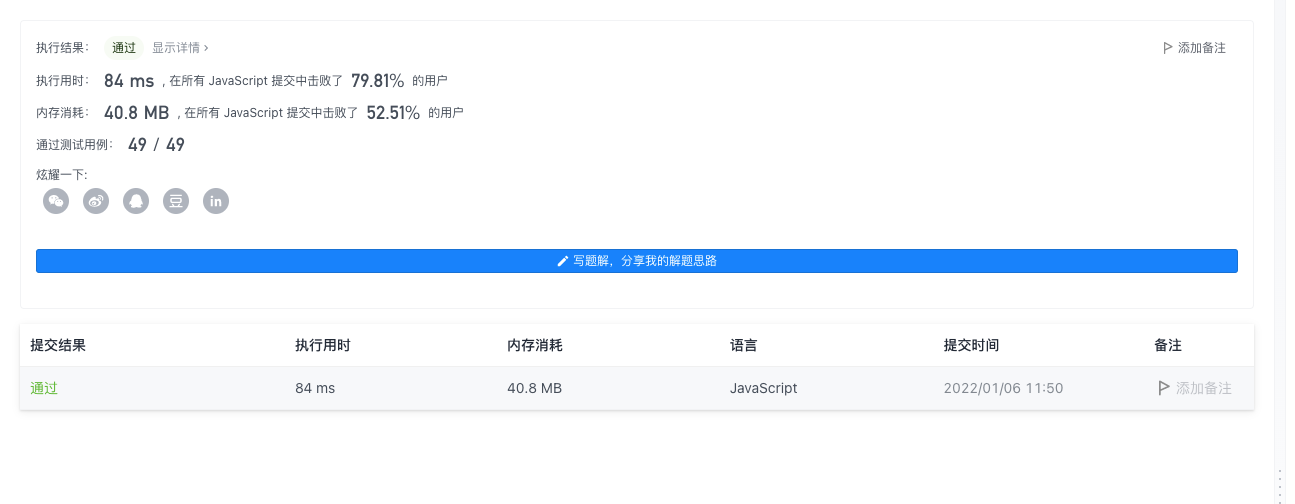 执行结果： 通过 显示详情 › 添加备注
执行用时： 84 ms ，在所有 JavaScript 提交中击败了 79.81% 的用户
内存消耗： 40.8 MB ，在所有 JavaScript 提交中击败了 52.51% 的用户
通过测试用例： 49 / 49
炫耀一下:
豆 in
写题解，分享我的解题思路
提交结果 执行用时 内存消耗 语言 提交时间 备注
通过 84 ms 40.8 MB JavaScript 2022/01/06 11:50 添加备注